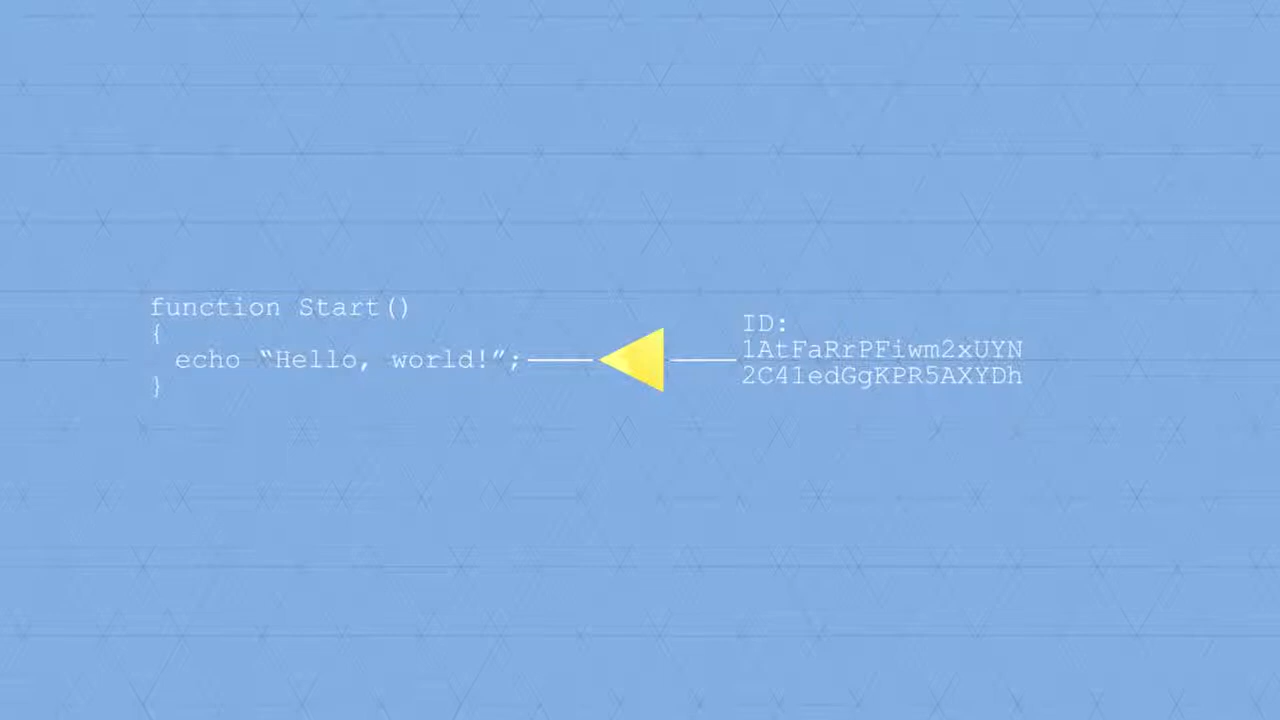 function Start()
{
echo “Hello, world!”;
}
ID:
1AtFaRrPFiwm2xUYN
2C41edGgKPR5AXYDh